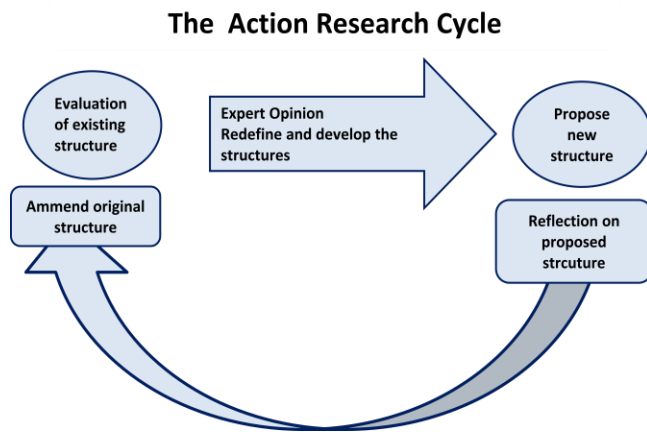 The Action Research Cycle
Evaluation
of existing
structure
Expert Opinion
Redefine and develop the
structures
Propose
new
structure
Ammend original
structure
Reflection on
proposed
strcuture